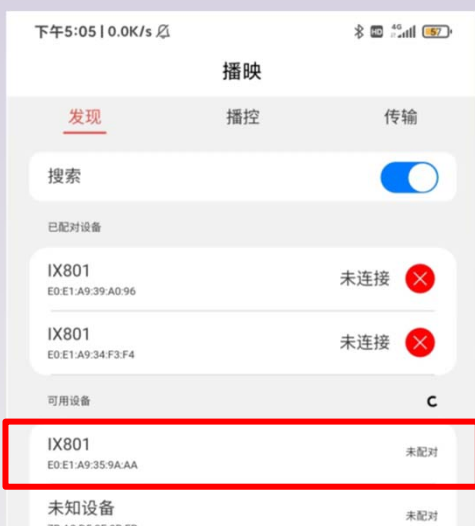 下午5:05 | 0.0K/s
HD 4G 57
播映
发现 播控 传输
搜索
已配对设备
IX801 未连接
E0:E1:A9:39:A0:96
IX801 未连接
E0:E1:A9:34:F3:F4
可用设备
IX801 未配对
E0:E1:A9:35:9A:AA
未知设备 未配对